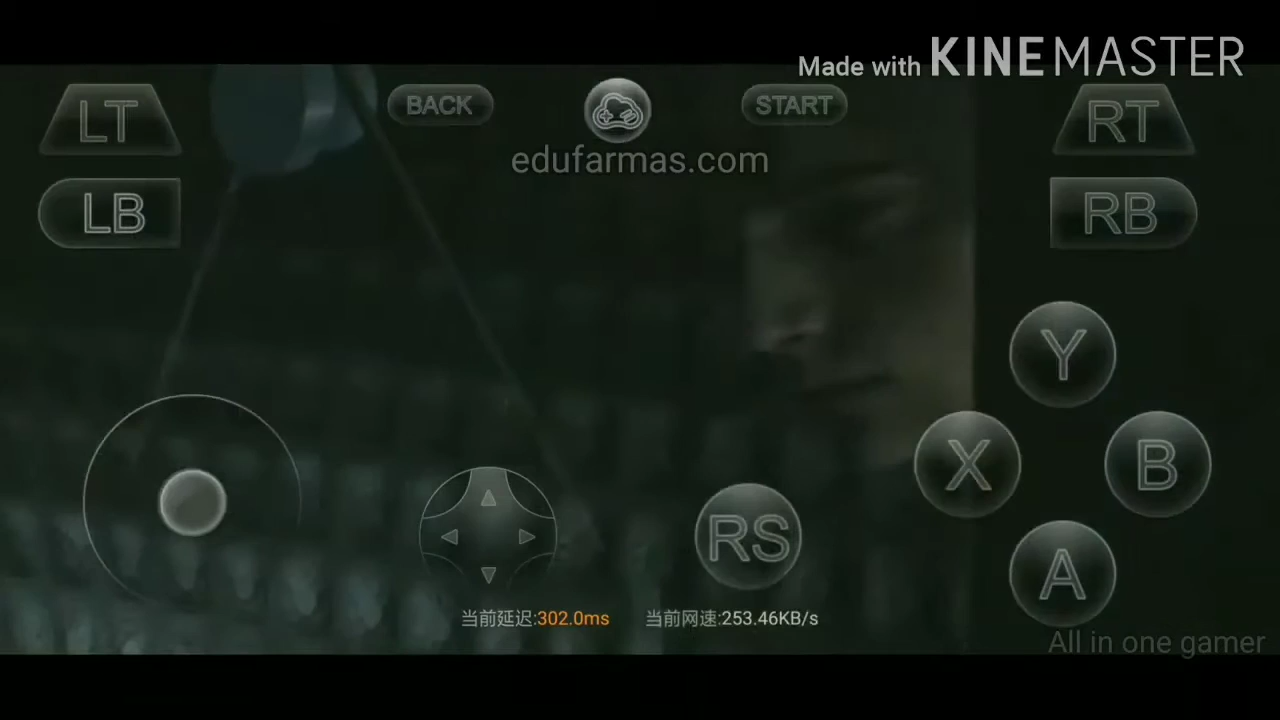 Made with KINEMASTER
LT
BACK
START
RT
edufarmas.com
LB
RB
Y
X
B
RS
A
当前延迟:302.0ms
当前网速:253.46KB/s
All in one gamer